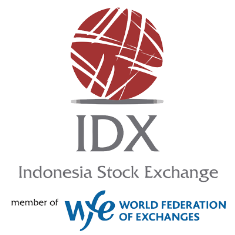 IDX
Indonesia Stock Exchange
member of wfe WORLD FEDERATION
OF EXCHANGES